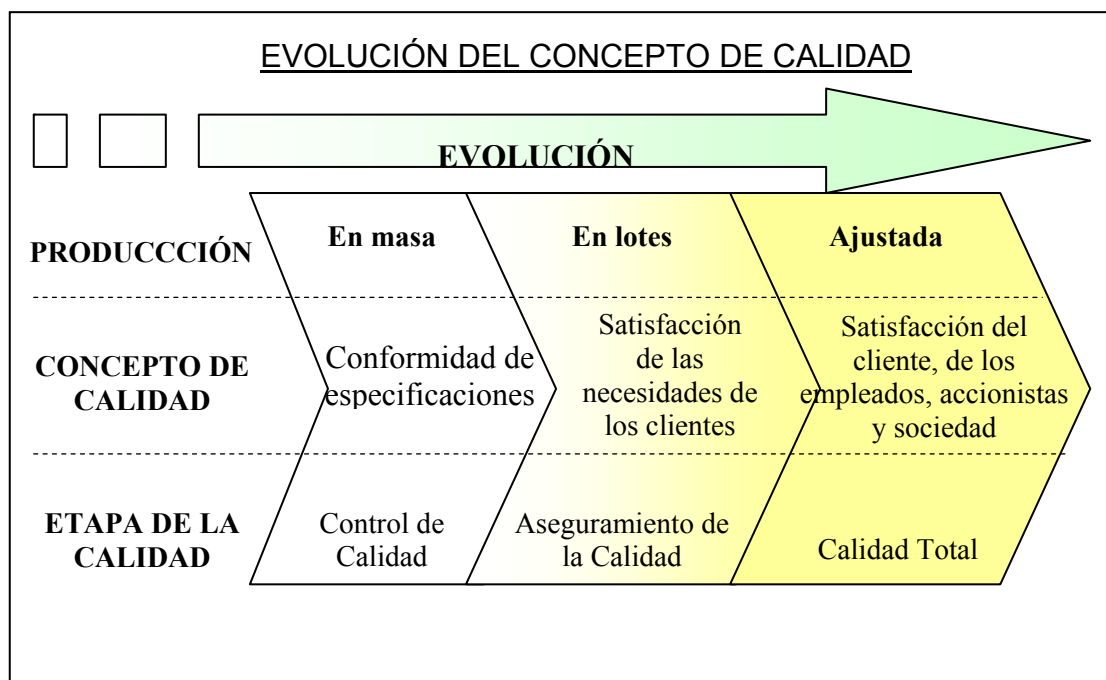 EVOLUCIÓN DEL CONCEPTO DE CALIDAD
EVOLUCIÓN
PRODUCCCIÓN
En masa
En lotes
Ajustada
CONCEPTO DE
CALIDAD
Conformidad de
especificaciones
Satisfacción
de las
necesidades de
los clientes
Satisfacción del
cliente, de los
empleados, accionistas
y sociedad
ETAPA DE LA
CALIDAD
Control de
Calidad
Aseguramiento de
la Calidad
Calidad Total